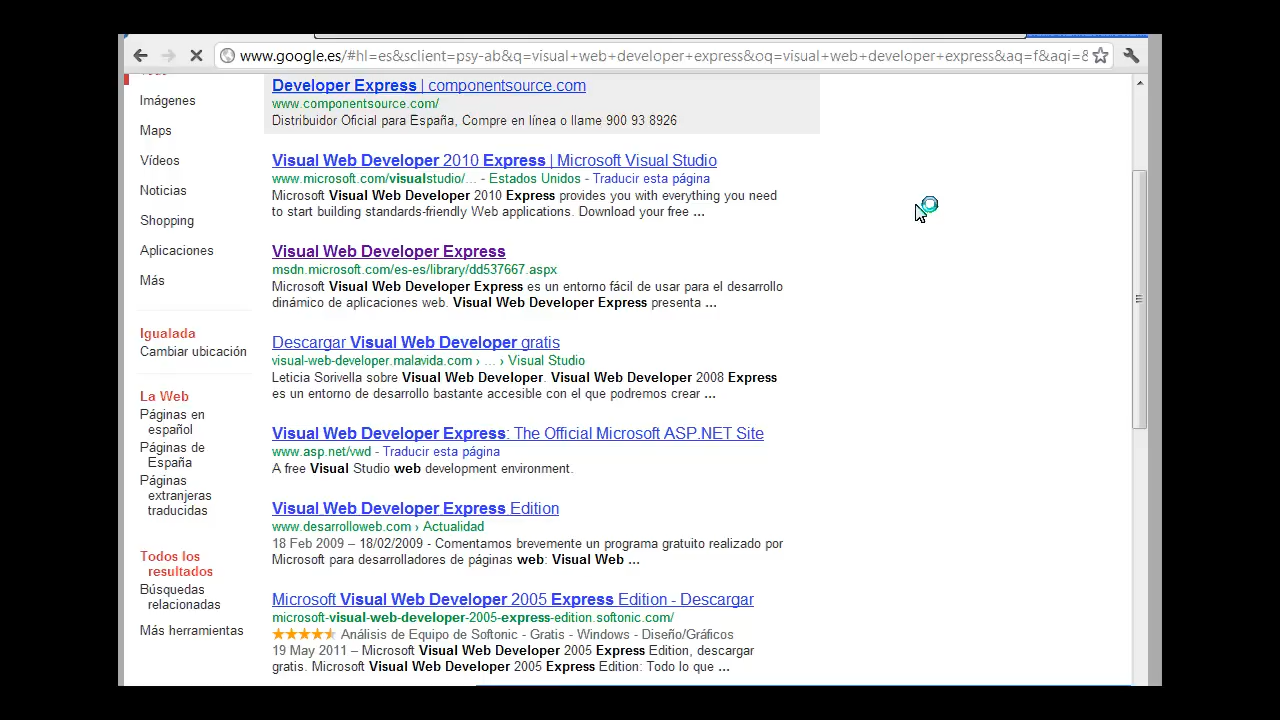 www.google.es/#hl=es&sclient=psy-ab&q=visual+web+developer+express&oq=visual+web+developer+express&aq=f&aqi=
Developer Express | componentsource.com
www.componentsource.com/
Distribuidor Oficial para España, Compre en línea o llame 900 93 8926
Imágenes
Maps
Vídeos
Noticias
Shopping
Aplicaciones
Más
Igualada
Cambiar ubicación
La Web
Páginas en
español
Páginas de
España
Páginas
extranjeras
traducidas
Todos los
resultados
Búsquedas
relacionadas
Más herramientas
Visual Web Developer 2010 Express | Microsoft Visual Studio
www.microsoft.com/visualstudio/... - Estados Unidos - Traducir esta página
Microsoft Visual Web Developer 2010 Express provides you with everything you need
to start building standards-friendly Web applications. Download your free ...
Visual Web Developer Express
msdn.microsoft.com/es-es/library/dd537667.aspx
Microsoft Visual Web Developer Express es un entorno fácil de usar para el desarrollo
dinámico de aplicaciones web. Visual Web Developer Express presenta ...
Descargar Visual Web Developer gratis
visual-web-developer.malavida.com › ... › Visual Studio
Leticia Sorivella sobre Visual Web Developer. Visual Web Developer 2008 Express
es un entorno de desarrollo bastante accesible con el que podremos crear ...
Visual Web Developer Express: The Official Microsoft ASP.NET Site
www.asp.net/vwd - Traducir esta página
A free Visual Studio web development environment.
Visual Web Developer Express Edition
www.desarrolloweb.com › Actualidad
18 Feb 2009 – 18/02/2009 - Comentamos brevemente un programa gratuito realizado por
Microsoft para desarrolladores de páginas web: Visual Web ...
Microsoft Visual Web Developer 2005 Express Edition - Descargar
microsoft-visual-web-developer-2005-express-edition.softonic.com/
Análisis de Equipo de Softonic - Gratis - Windows - Diseño/Gráficos
19 May 2011 – Microsoft Visual Web Developer 2005 Express Edition, descargar
gratis. Microsoft Visual Web Developer 2005 Express Edition: Todo lo que ...